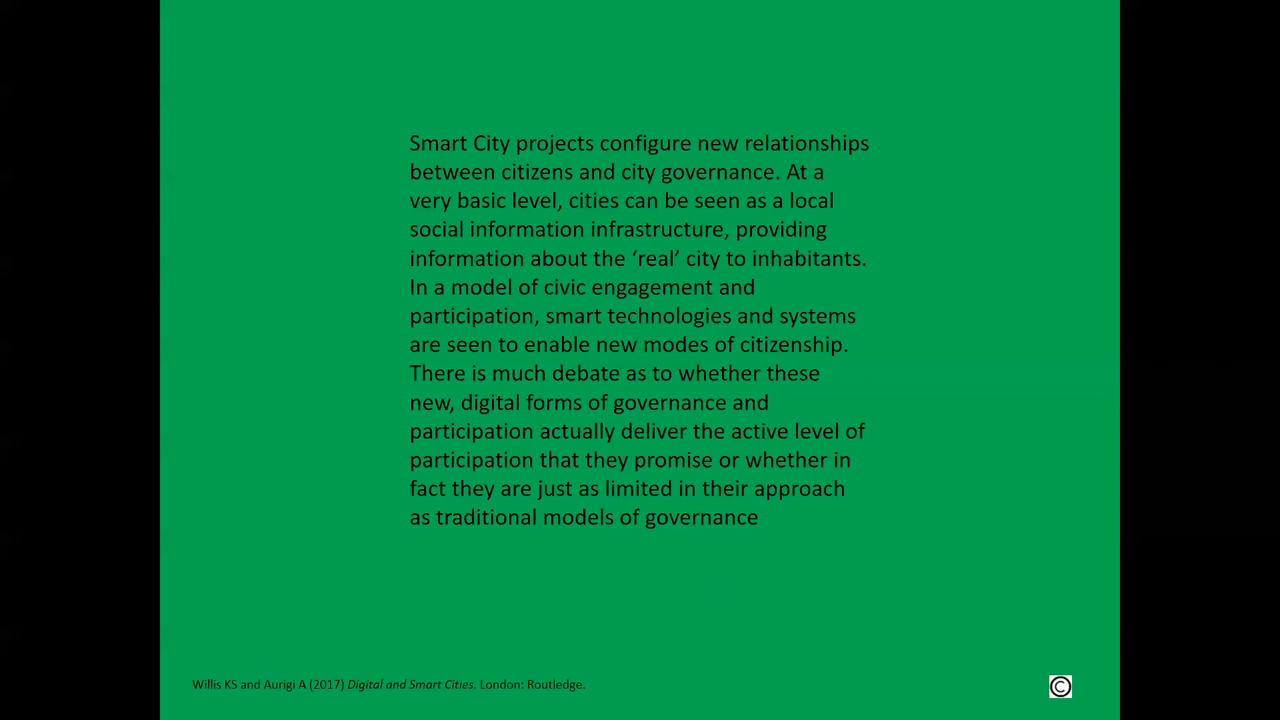 Smart City projects configure new relationships
between citizens and city governance. At a
very basic level, cities can be seen as a local
social information infrastructure, providing
information about the ‘real’ city to inhabitants.
In a model of civic engagement and
participation, smart technologies and systems
are seen to enable new modes of citizenship.
There is much debate as to whether these
new, digital forms of governance and
participation actually deliver the active level of
participation that they promise or whether in
fact they are just as limited in their approach
as traditional models of governance
Willis KS and Aurigi A (2017) Digital and Smart Cities. London: Routledge.
©